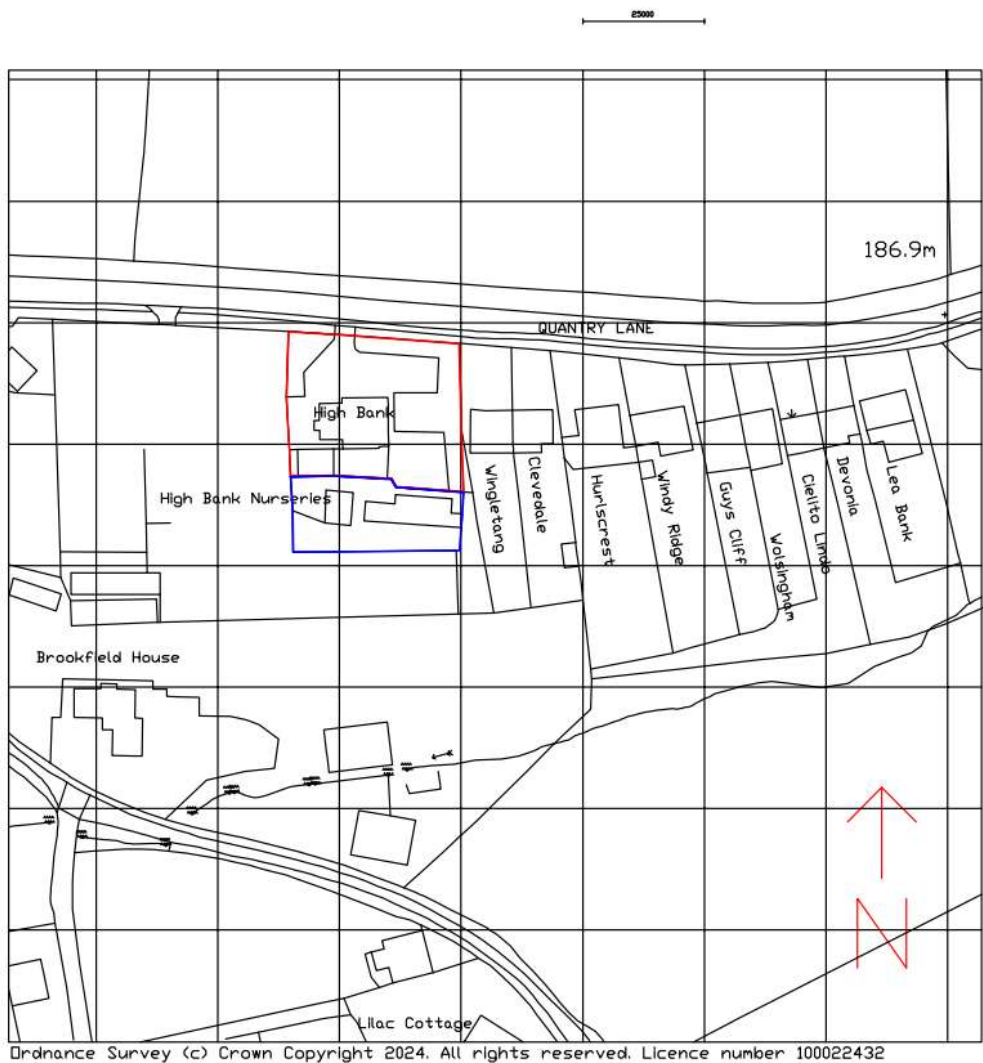 25000
186.9m
QUANTRY LANE
High Bank
High Bank Nurseries
Wingletang
Clevedale
Hurlscrest
Windy Ridge
Guys Cliff
Wolsingham
Cielito Lindo
Devonia
Lea Bank
Brookfield House
N
Lilac Cottage
Ordnance Survey (c) Crown Copyright 2024. All rights reserved. Licence number 100022432